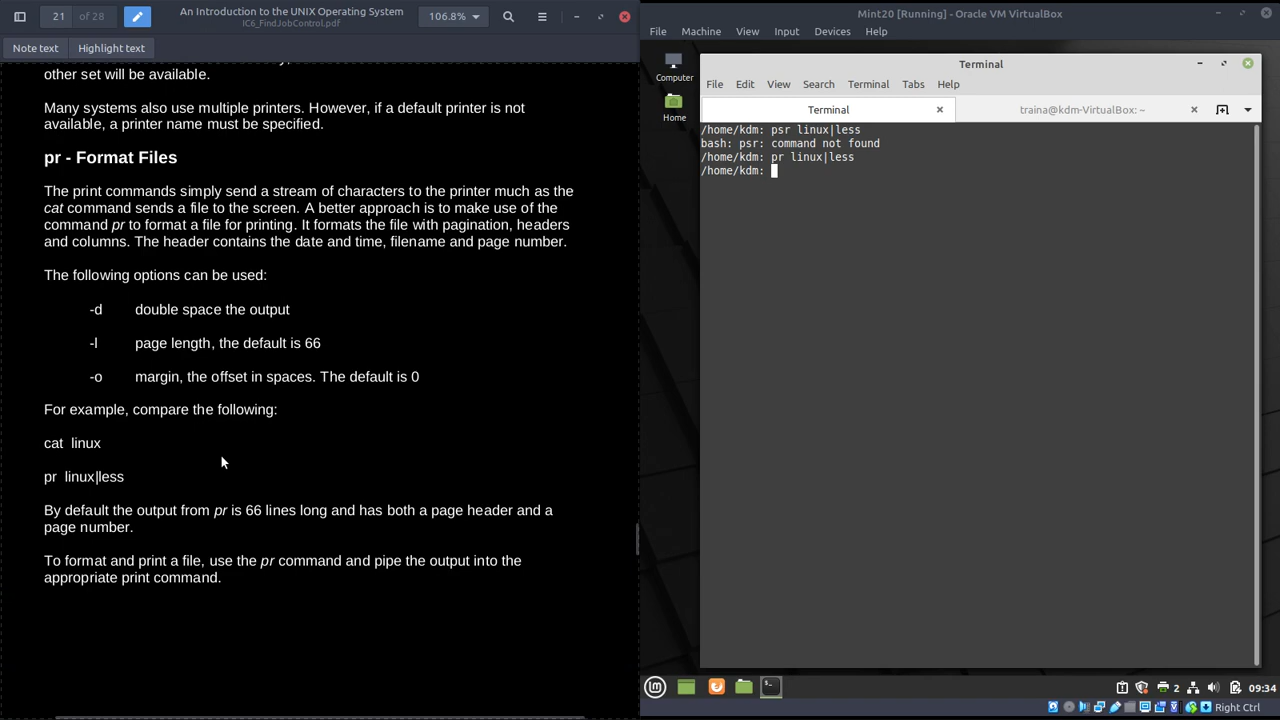 21 of 28
An Introduction to the UNIX Operating System
IC6_FindJobControl.pdf
106.8%
Note text Highlight text
other set will be available.
Many systems also use multiple printers. However, if a default printer is not
available, a printer name must be specified.
pr - Format Files
The print commands simply send a stream of characters to the printer much as the
cat command sends a file to the screen. A better approach is to make use of the
command pr to format a file for printing. It formats the file with pagination, headers
and columns. The header contains the date and time, filename and page number.
The following options can be used:
-d double space the output
-l page length, the default is 66
-o margin, the offset in spaces. The default is 0
For example, compare the following:
cat linux
pr linux|less
By default the output from pr is 66 lines long and has both a page header and a
page number.
To format and print a file, use the pr command and pipe the output into the
appropriate print command.
Mint20 [Running] - Oracle VM VirtualBox
File Machine View Input Devices Help
Computer
Home
Terminal
File Edit View Search Terminal Tabs Help
Terminal
traina@kdm-VirtualBox: ~
/home/kdm: psr linux|less
bash: psr: command not found
/home/kdm: pr linux|less
/home/kdm:
2
09:34
Right Ctrl